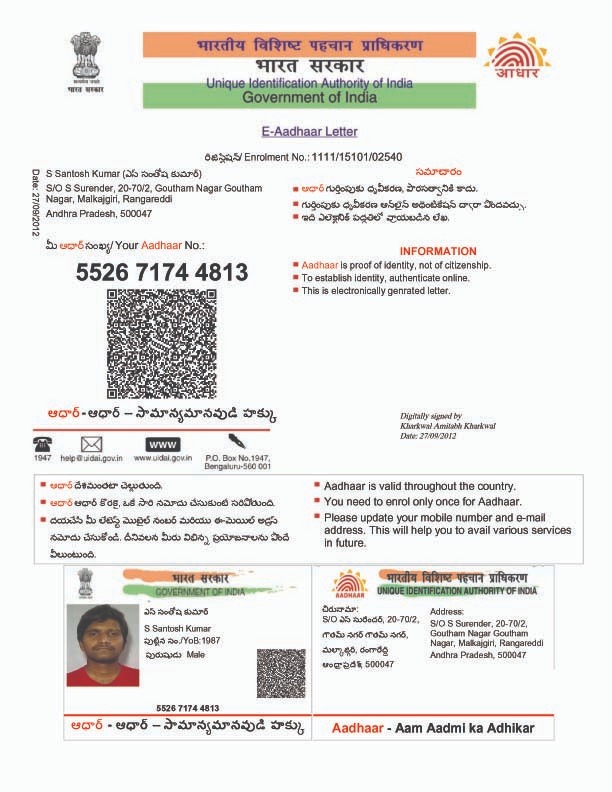 भारतीय विशिष्ट पहचान प्राधिकरण
भारत सरकार
Unique Identification Authority of India
Government of India
भारत सरकार
आधार
E-Aadhaar Letter
రిజిస్ట్రేషన్/ Enrolment No.: 1111/15101/02540
Date: 27/09/2012
S Santosh Kumar (ఎస్ సంతోష కుమార్)
S/O S Surender, 20-70/2, Goutham Nagar Goutham
Nagar, Malkajgiri, Rangareddi
Andhra Pradesh, 500047
సమాచారం
ఆధార్ గుర్తింపుకు ధృవీకరణ, పౌరసత్వానికి కాదు.
గుర్తింపుకు ధృవీకరణ ఆన్‌లైన్ అథెంటికేషన్ ద్వారా పొందవచ్చు.
ఇది ఎలెక్ట్రానిక్ పద్ధతిలో వ్రాయబడిన లేఖ.
మీ ఆధార్ సంఖ్య/ Your Aadhaar No.:
5526 7174 4813
INFORMATION
Aadhaar is proof of identity, not of citizenship.
To establish identity, authenticate online.
This is electronically genrated letter.
ఆధార్ - ఆధార్ – సామాన్యమానవుడి హక్కు
Digitally signed by
Kharkwal Amitabh Kharkwal
Date: 27/09/2012
1947
help@uidai.gov.in
www
www.uidai.gov.in
P.O. Box No.1947,
Bengaluru-560 001
ఆధార్ దేశమంతటా చెల్లుతుంది.
ఆధార్ ఆధార్ కొరకై, ఒకే సారి నమోదు చేసుకుంటే సరిపోతుంది.
దయచేసి మీ లేటెస్ట్ మొబైల్ నంబర్ మరియు ఈ-మెయిల్ అడ్రస్
నమోదు చేసుకోండి. దీనివలన మీరు విభిన్న ప్రయోజనాలను పొందే
వీలుంటుంది.
Aadhaar is valid throughout the country.
You need to enrol only once for Aadhaar.
Please update your mobile number and e-mail
address. This will help you to avail various services
in future.
भारत सरकार
GOVERNMENT OF INDIA
ఎస్ సంతోష కుమార్
S Santosh Kumar
పుట్టిన సం./YoB:1987
పురుషుడు Male
5526 7174 4813
ఆధార్ - ఆధార్ – సామాన్యమానవుడి హక్కు
AADHAAR
भारतीय विशिष्ट पहचान प्राधिकरण
UNIQUE IDENTIFICATION AUTHORITY OF INDIA
చిరునామా:
S/O ఎస్ సురేందర్, 20-70/2,
గౌతమ్ నగర్ గౌతమ్ నగర్,
మల్కాజ్గిరి, రంగారెడ్డి
ఆంధ్రా ప్రదేశ్, 500047
Address:
S/O S Surender, 20-70/2,
Goutham Nagar Goutham
Nagar, Malkajgiri, Rangareddi
Andhra Pradesh, 500047
Aadhaar - Aam Aadmi ka Adhikar